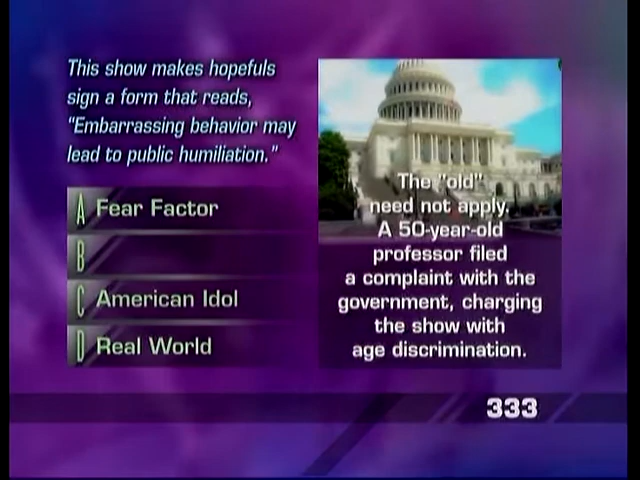 This show makes hopefuls
sign a form that reads,
"Embarrassing behavior may
lead to public humiliation."
A Fear Factor
B
C American Idol
D Real World
The "old"
need not apply.
A 50-year-old
professor filed
a complaint with the
government, charging
the show with
age discrimination.
333